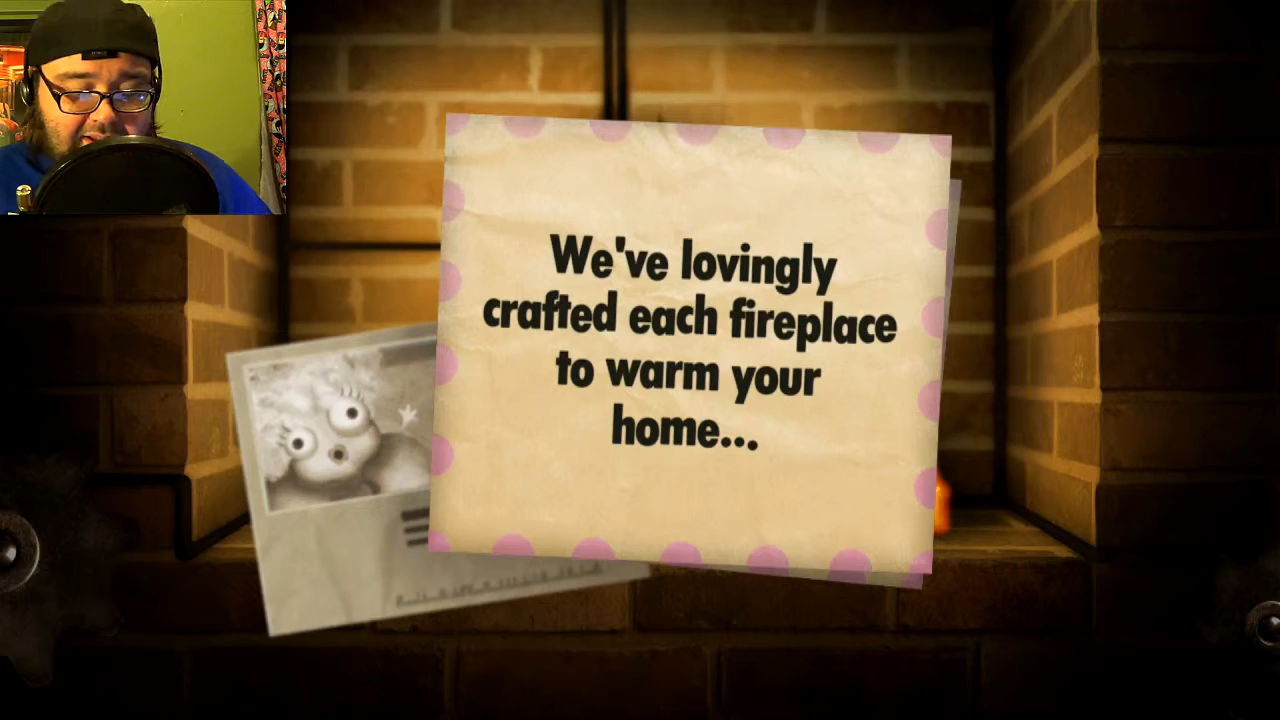 We've lovingly
crafted each fireplace
to warm your
home...